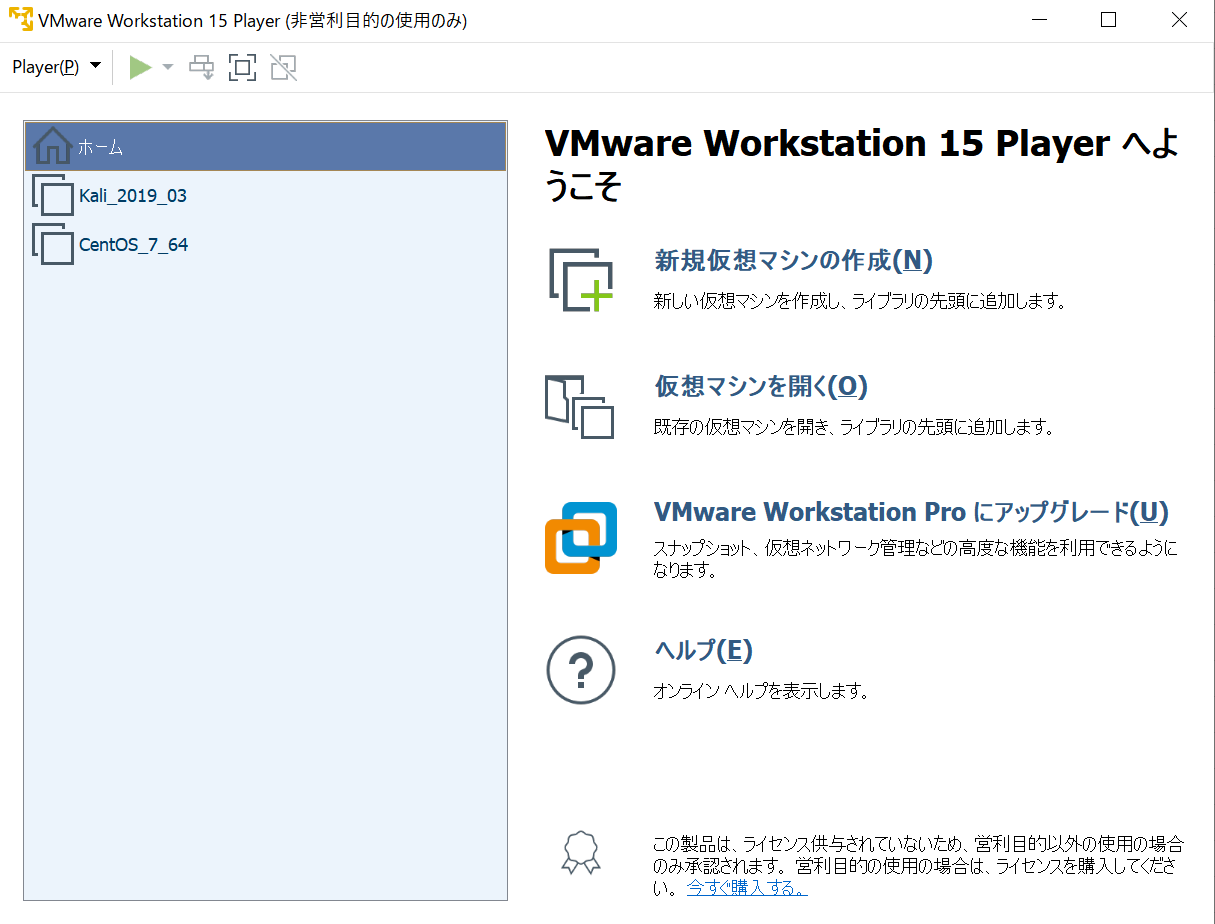 VMware Workstation 15 Player (非営利目的の使用のみ)
Player(P)
ホーム
Kali_2019_03
CentOS_7_64
VMware Workstation 15 Player へよ
うこそ
新規仮想マシンの作成(N)
新しい仮想マシンを作成し、ライブラリの先頭に追加します。
仮想マシンを開く(O)
既存の仮想マシンを開き、ライブラリの先頭に追加します。
VMware Workstation Pro にアップグレード(U)
スナップショット、仮想ネットワーク管理などの高度な機能を利用できるように
なります。
ヘルプ(E)
オンライン ヘルプを表示します。
この製品は、ライセンス供与されていないため、営利目的以外の使用の場合
のみ承認されます。営利目的の使用の場合は、ライセンスを購入してくださ
い。今すぐ購入する。